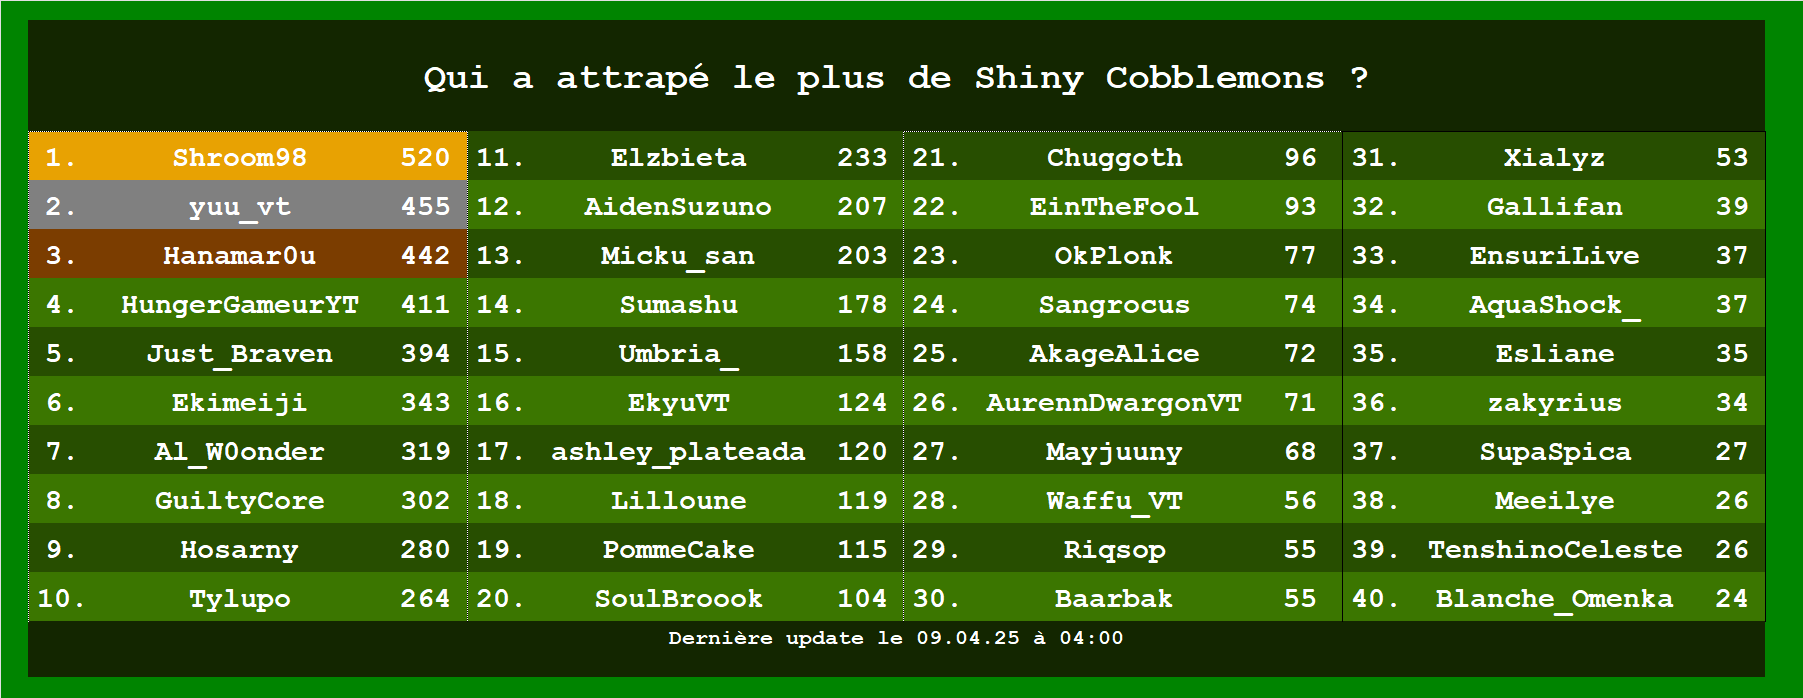 Qui a attrapé le plus de Shiny Cobblemons ?
1. Shroom98 520 11. Elzbieta 233 21. Chuggoth 96 31. Xialyz 53
2. yuu_vt 455 12. AidenSuzuno 207 22. EinTheFool 93 32. Gallifan 39
3. Hanamar0u 442 13. Micku_san 203 23. OkPlonk 77 33. EnsuriLive 37
4. HungerGameurYT 411 14. Sumashu 178 24. Sangrocus 74 34. AquaShock_ 37
5. Just_Braven 394 15. Umbria_ 158 25. AkageAlice 72 35. Esliane 35
6. Ekimeiji 343 16. EkyuVT 124 26. AurennDwargonVT 71 36. zakyrius 34
7. Al_W0onder 319 17. ashley_plateada 120 27. Mayjuuny 68 37. SupaSpica 27
8. GuiltyCore 302 18. Lilloune 119 28. Waffu_VT 56 38. Meeilye 26
9. Hosarny 280 19. PommeCake 115 29. Riqsop 55 39. TenshinoCeleste 26
10. Tylupo 264 20. SoulBroook 104 30. Baarbak 55 40. Blanche_Omenka 24
Dernière update le 09.04.25 à 04:00